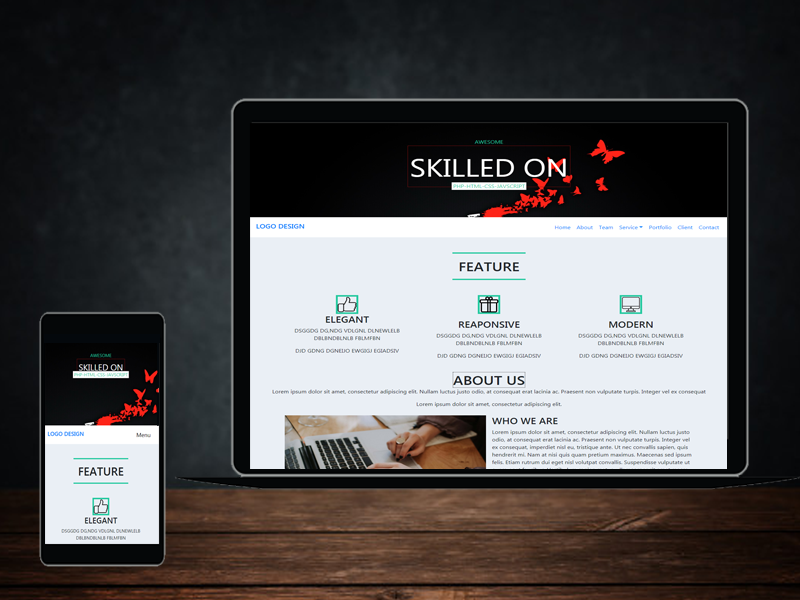 AWESOME
SKILLED ON
PHP HTML CSS JAVSCRIPT
LOGO DESIGN
Home About Team Service Portfolio Client Contact
FEATURE
ELEGANT
DSGGDG DG,NDG VDLGNL DLNEWLELB
DBLBNDBLNLB FBLMFBN
DJD GDNG DGNEIJO EWGIGJ EGIADSIV
REAPONSIVE
DSGGDG DG,NDG VDLGNL DLNEWLELB
DBLBNDBLNLB FBLMFBN
DJD GDNG DGNEIJO EWGIGJ EGIADSIV
MODERN
DSGGDG DG,NDG VDLGNL DLNEWLELB
DBLBNDBLNLB FBLMFBN
DJD GDNG DGNEIJO EWGIGJ EGIADSIV
ABOUT US
Lorem ipsum dolor sit amet, consectetur adipiscing elit. Nullam luctus justo odio, at consequat erat lacinia ac. Praesent non vulputate turpis. Integer vel ex consequat
Lorem ipsum dolor sit amet, consectetur adipiscing elit.
WHO WE ARE
Lorem ipsum dolor sit amet, consectetur adipiscing elit. Nullam luctus justo
odio, at consequat erat lacinia ac. Praesent non vulputate turpis. Integer vel
ex consequat, imperdiet nisl eu, tristique ante. Ut nec convallis sapien, quis
hendrerit mi. Nam at nisi quis quam pretium maximus. Maecenas sed ipsum
felis. Etiam rutrum dui eget nisl volutpat convallis. Suspendisse vulputate ut
AWESOME
SKILLED ON
PHP HTML CSS JAVSCRIPT
LOGO DESIGN Menu
FEATURE
ELEGANT
DSGGDG DG,NDG VDLGNL DLNEWLELB
DBLBNDBLNLB FBLMFBN